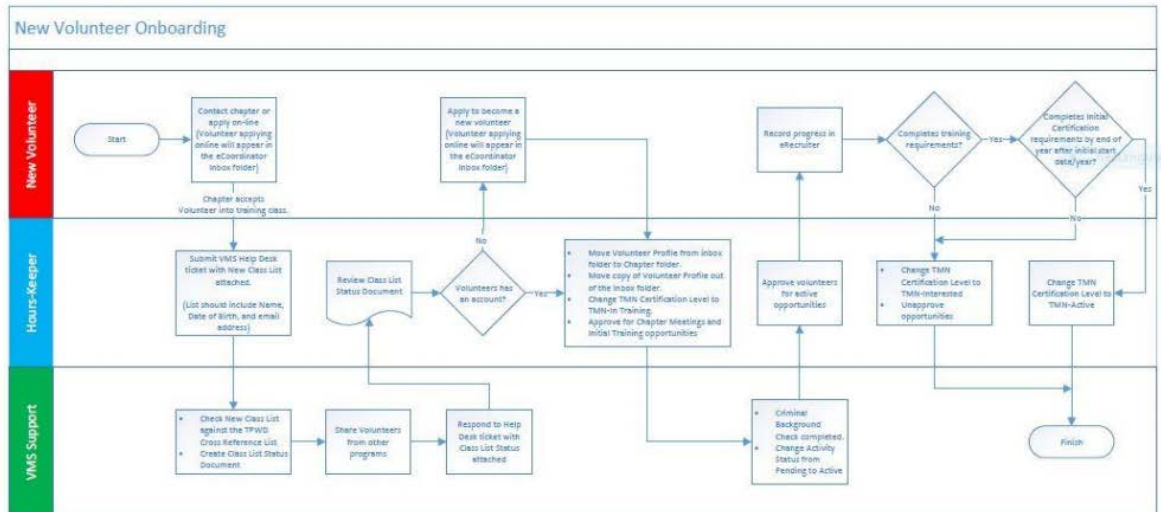 New Volunteer Onboarding
New Volunteer
Start
Contact chapter or
apply on-line
(Volunteer applying
online will appear in
the eCoordinator
Inbox folder)
Chapter accepts
Volunteer into training class.
Apply to become a
new volunteer
(Volunteer applying
online will appear in
the eCoordinator
Inbox folder)
Record progress in
eRecruiter
Completes training
requirements?
Yes
No
Completes Initial
Certification
requirements by end of
year after initial start
date/year?
Yes
No
Hours-Keeper
Submit VMS Help Desk
ticket with New Class List
attached.
(List should include Name,
Date of Birth, and email
address)
Review Class List
Status Document
No
Volunteers has
an account?
Yes
• Move Volunteer Profile from inbox
folder to Chapter folder.
• Move copy of Volunteer Profile out
of the Inbox folder.
• Change TMN Certification Level to
TMN-In Training.
• Approve for Chapter Meetings and
Initial Training opportunities
Approve volunteers
for active
opportunities
• Change TMN
Certification Level to
TMN-Interested
• Unapprove
opportunities
Change TMN
Certification Level to
TMN-Active
VMS Support
• Check New Class List
against the TPWD
Cross Reference List
• Create Class List Status
Document
Share Volunteers
from other
programs
Respond to Help
Desk ticket with
Class List Status
attached
• Criminal
Background
Check completed.
• Change Activity
Status from
Pending to Active
Finish